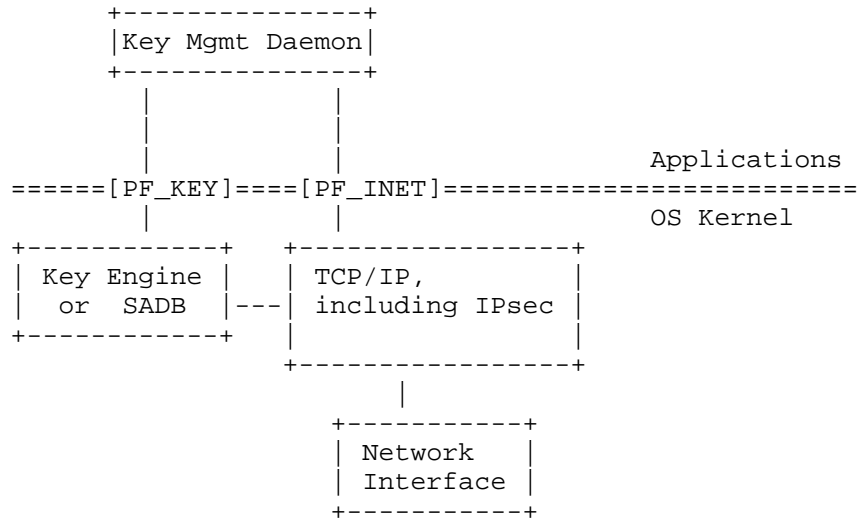 Key Mgmt Daemon
Applications
======[PF_KEY]====[PF_INET]==========================
OS Kernel
Key Engine TCP/IP,
or SADB |---| including IPsec
Network
Interface